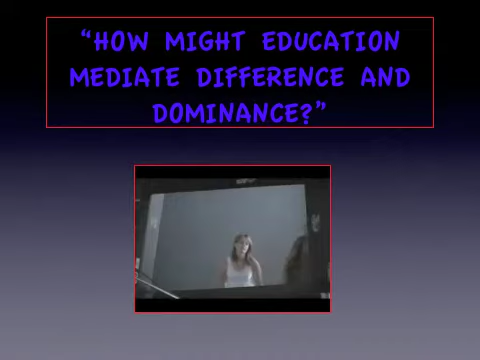 “HOW MIGHT EDUCATION
MEDIATE DIFFERENCE AND
DOMINANCE?”